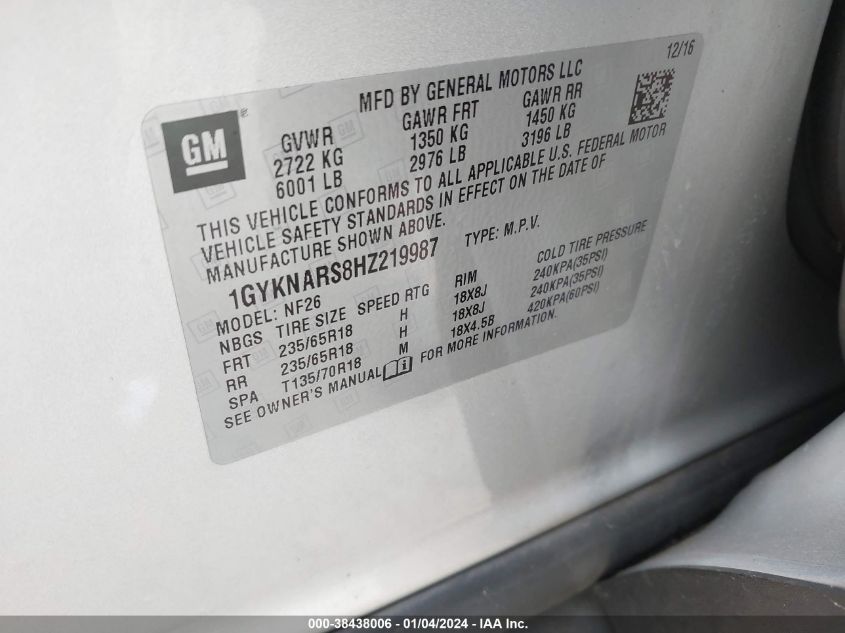 12/16
MFD BY GENERAL MOTORS LLC
GM®
GVWR GAWR FRT GAWR RR
2722 KG 1350 KG 1450 KG
6001 LB 2976 LB 3196 LB
THIS VEHICLE CONFORMS TO ALL APPLICABLE U.S. FEDERAL MOTOR
VEHICLE SAFETY STANDARDS IN EFFECT ON THE DATE OF
MANUFACTURE SHOWN ABOVE.
1GYKNARS8HZ219987 TYPE: M.P.V.
MODEL: NF26
NBGS TIRE SIZE SPEED RTG RIM COLD TIRE PRESSURE
FRT 235/65R18 H 18X8J 240KPA(35PSI)
RR 235/65R18 H 18X8J 240KPA(35PSI)
SPA T135/70R18 M 18X4.5B 420KPA(60PSI)
SEE OWNER'S MANUAL i FOR MORE INFORMATION.
000-38438006 - 01/04/2024 - IAA Inc.